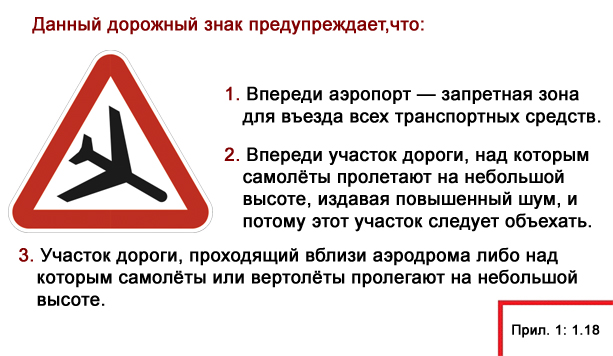 Данный дорожный знак предупреждает,что:
1. Впереди аэропорт — запретная зона
для въезда всех транспортных средств.
2. Впереди участок дороги, над которым
самолёты пролетают на небольшой
высоте, издавая повышенный шум, и
потому этот участок следует объехать.
3. Участок дороги, проходящий вблизи аэродрома либо над
которым самолёты или вертолёты пролегают на небольшой
высоте.
Прил. 1: 1.18